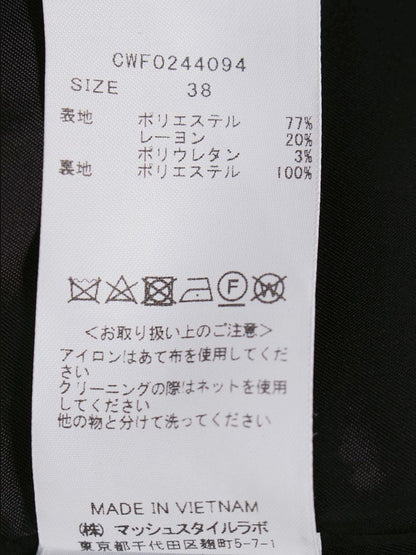 CWFO244094
SIZE 38
表地 ポリエステル 77%
レーヨン 20%
ポリウレタン 3%
裏地 ポリエステル 100%
F W
<お取り扱い上のご注意>
アイロンはあて布を使用してくだ
さい
クリーニングの際はネットを使用
してください
他の物と分けて洗ってください
MADE IN VIETNAM
(株) マッシュスタイルラボ
東京都千代田区麹町5-7-1